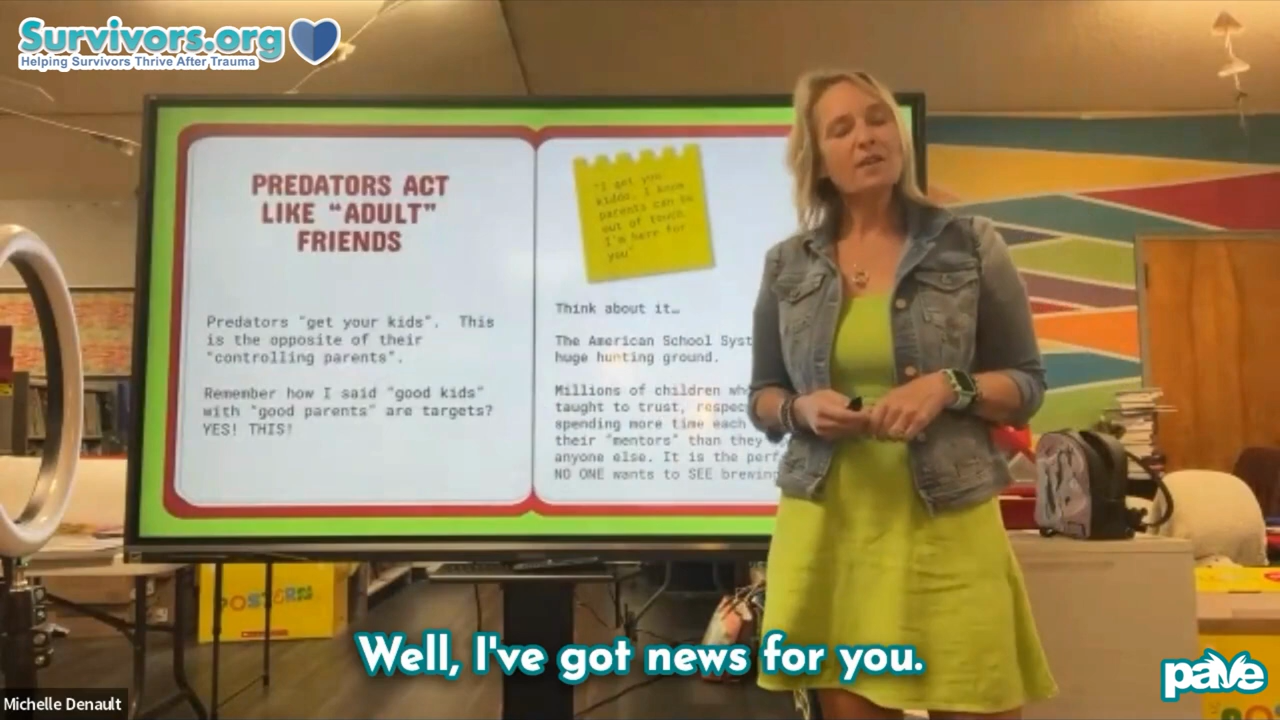 Survivors.org
Helping Survivors Thrive After Trauma
PREDATORS ACT
LIKE "ADULT"
FRIENDS
Predators "get your kids". This
is the opposite of their
"controlling parents".
Remember how I said "good kids"
with "good parents" are targets?
YES! THIS!
"I get you
kiddo. I know
parents can be
out of touch.
I'm here for
you"
Think about it…
The American School Syst
huge hunting ground.
Millions of children wh
taught to trust, respec
spending more time each
their "mentors" than they
anyone else. It is the perf
NO ONE wants to SEE brewing
POSTER
Well, I've got news for you.
Michelle Denault
pave